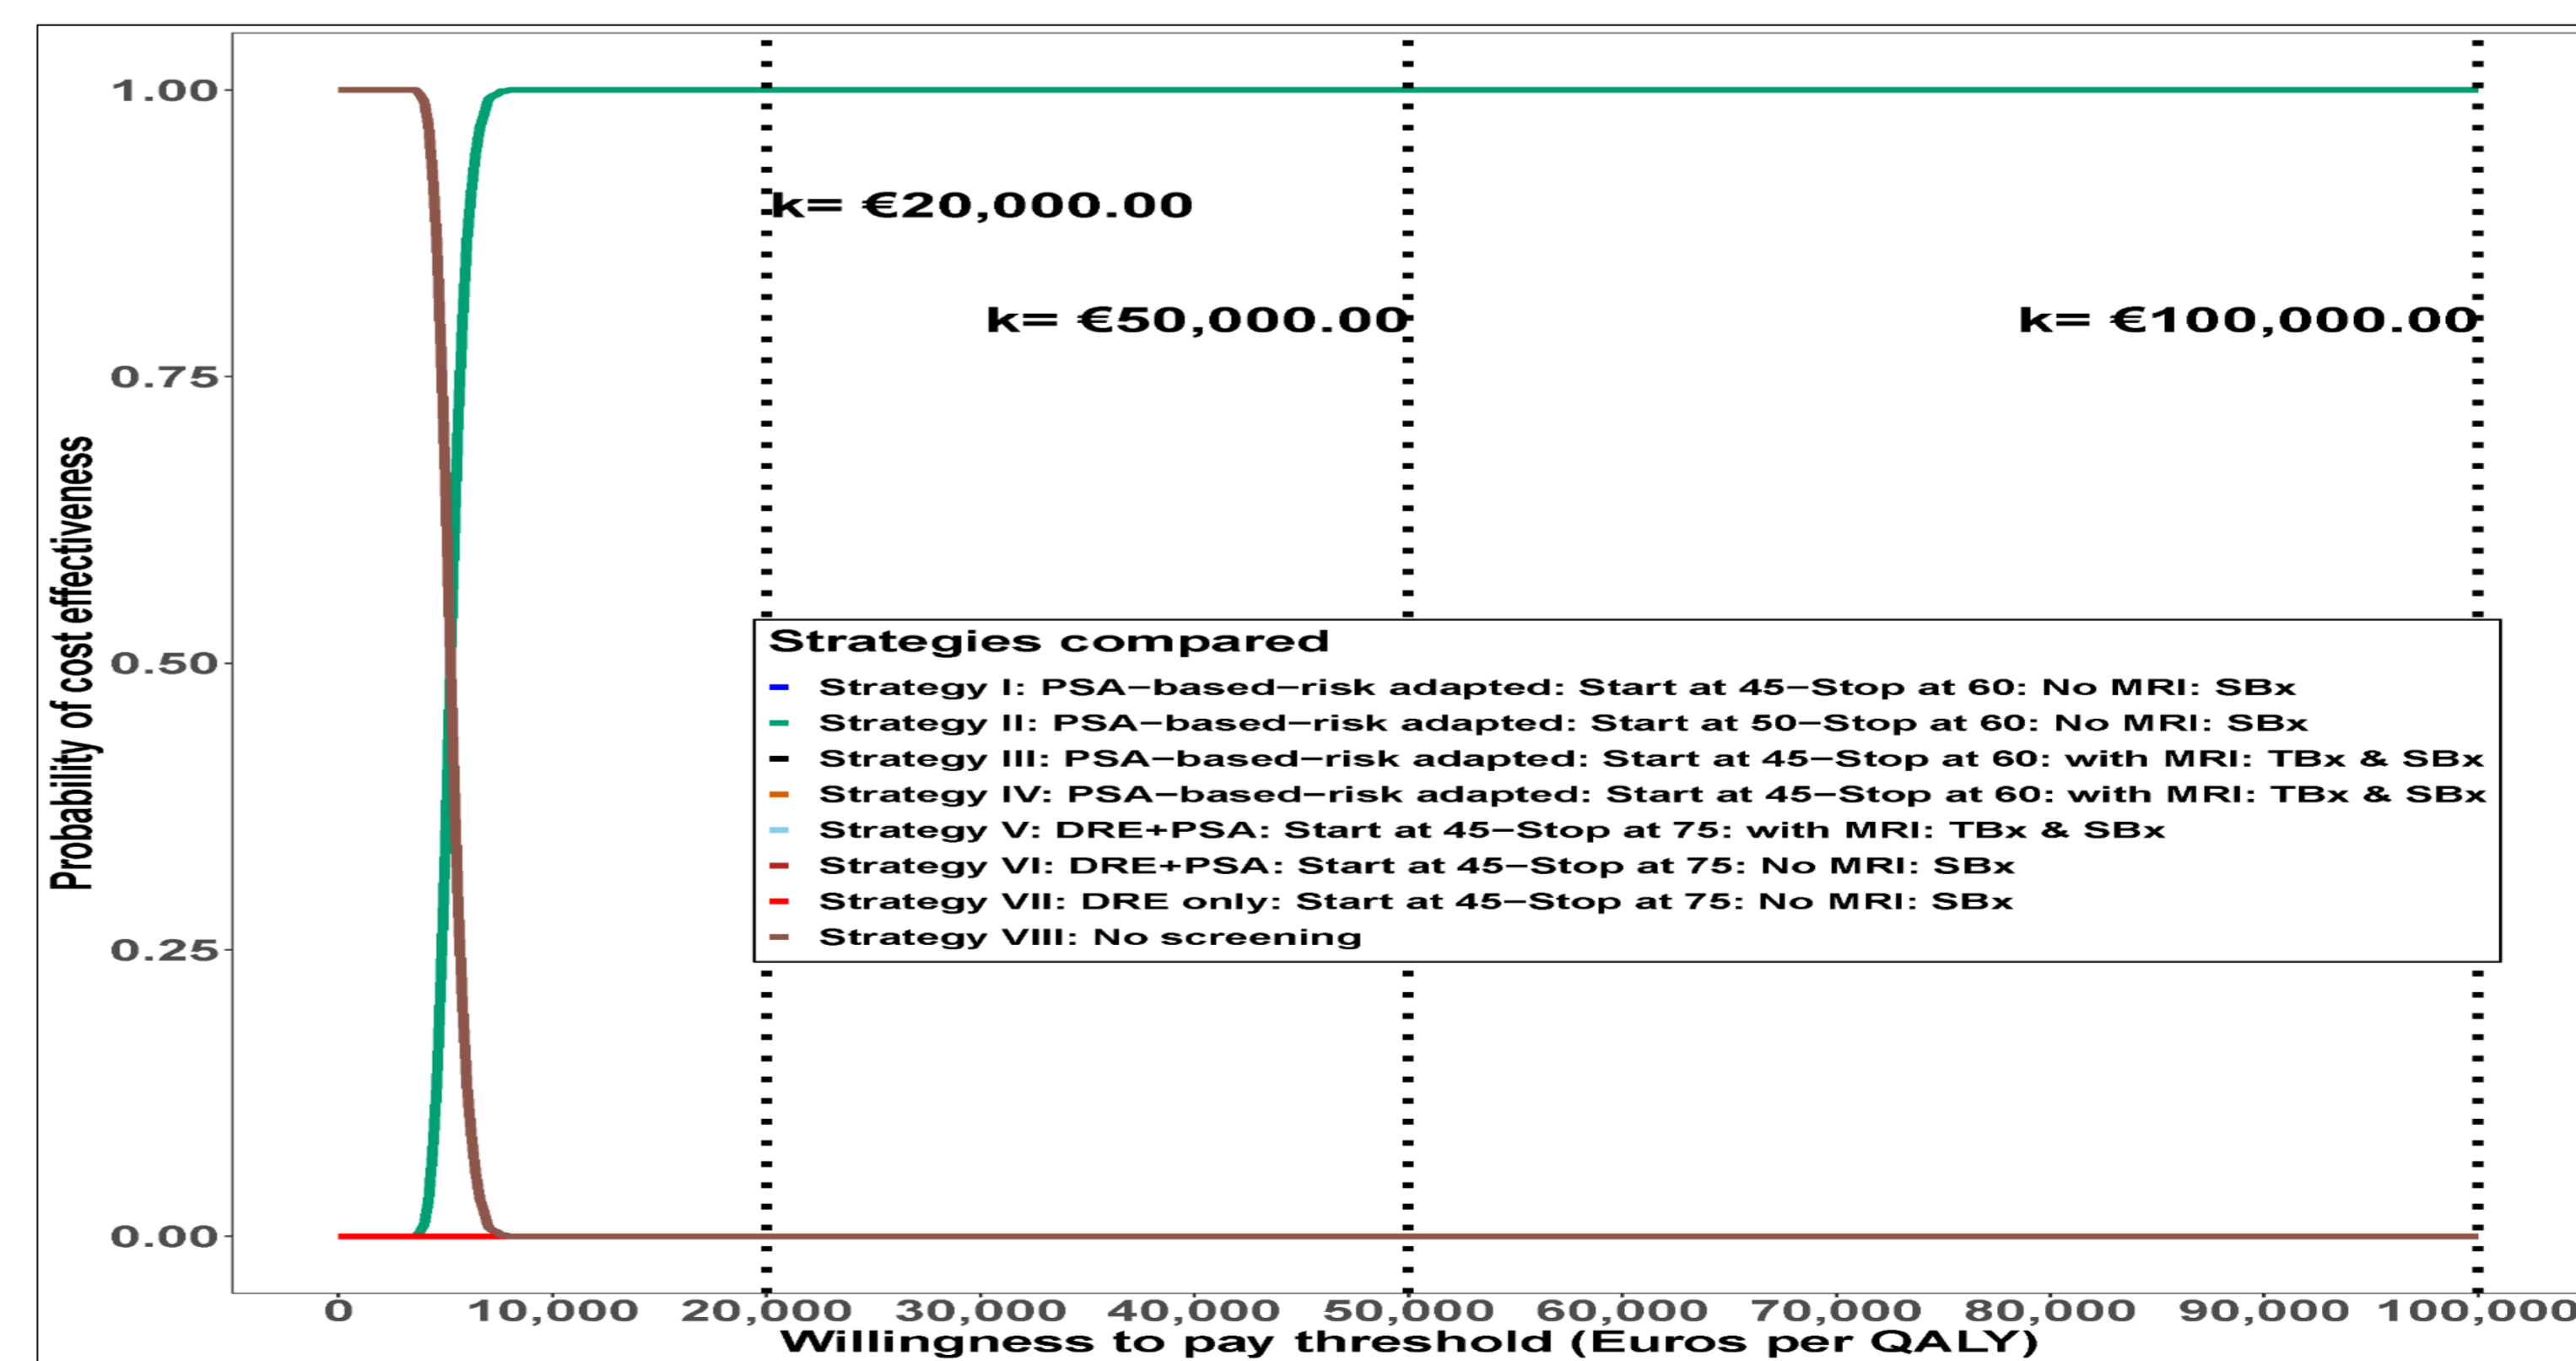 1.00
k= €20,000.00
k= €50,000.00
k= €100,000.00
0.75
Probability of cost effectiveness
0.50
Strategies compared
Strategy I: PSA−based−risk adapted: Start at 45−Stop at 60: No MRI: SBx
Strategy II: PSA−based−risk adapted: Start at 50−Stop at 60: No MRI: SBx
Strategy III: PSA−based−risk adapted: Start at 45−Stop at 60: with MRI: TBx & SBx
Strategy IV: PSA−based−risk adapted: Start at 45−Stop at 60: with MRI: TBx & SBx
Strategy V: DRE+PSA: Start at 45−Stop at 75: with MRI: TBx & SBx
Strategy VI: DRE+PSA: Start at 45−Stop at 75: No MRI: SBx
Strategy VII: DRE only: Start at 45−Stop at 75: No MRI: SBx
Strategy VIII: No screening
0.25
0.00
0 10,000 20,000 30,000 40,000 50,000 60,000 70,000 80,000 90,000 100,000
Willingness to pay threshold (Euros per QALY)